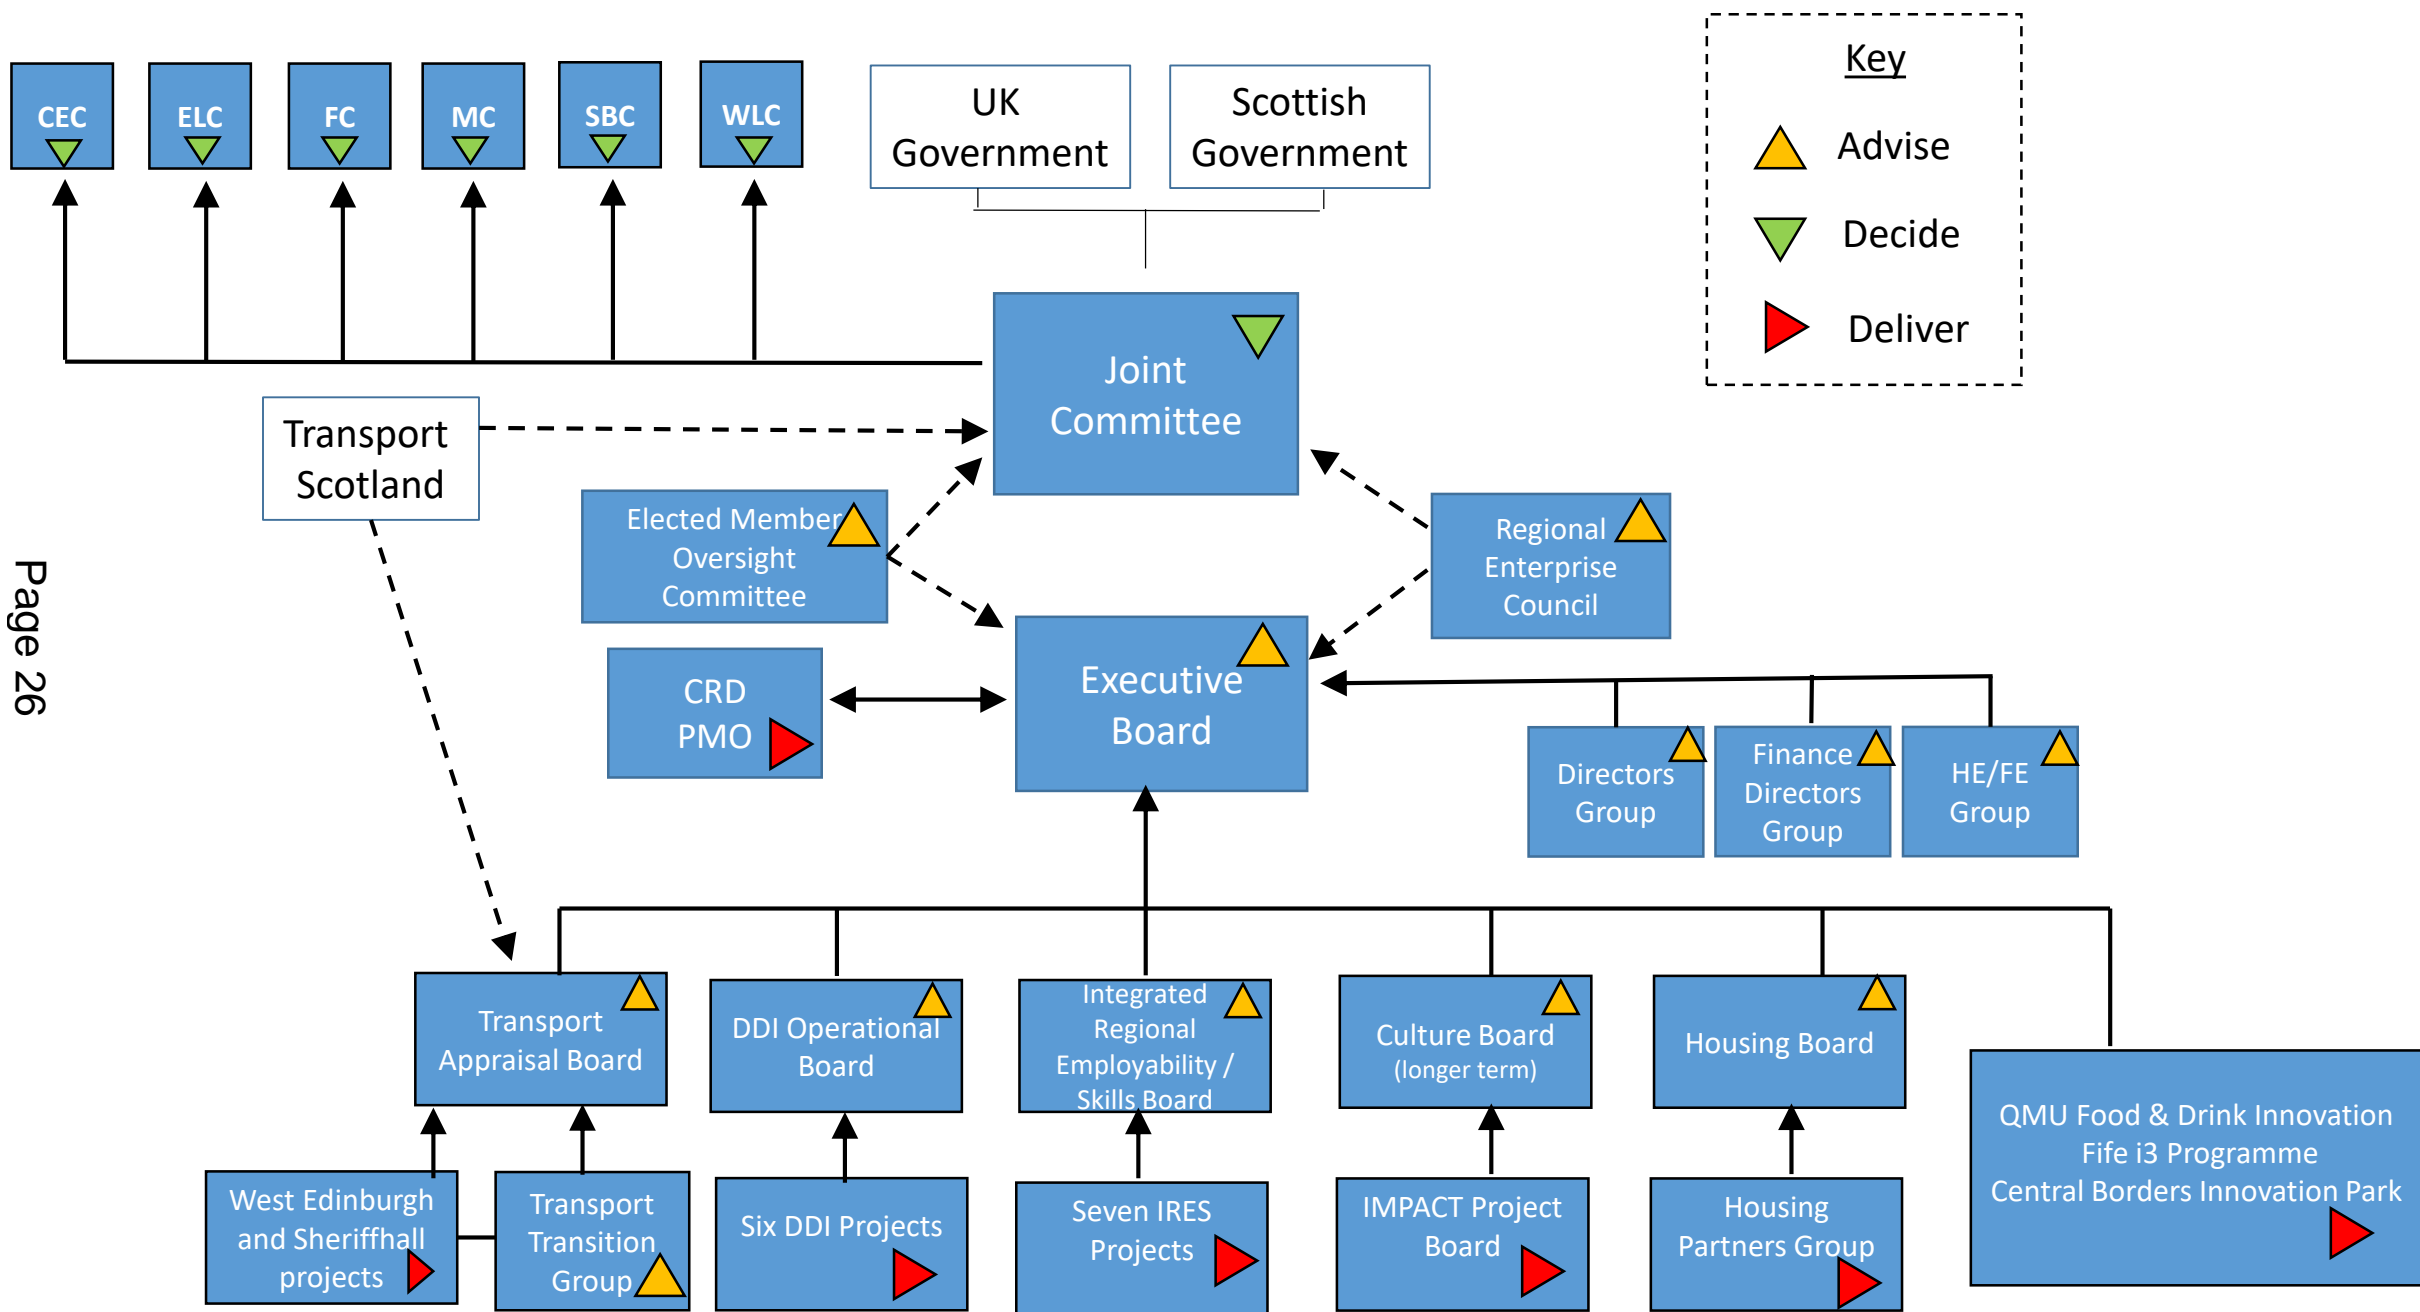 Key
Advise
Decide
Deliver
CEC
ELC
FC
MC
SBC
WLC
UK
Government
Scottish
Government
Joint
Committee
Transport
Scotland
Elected Member
Oversight
Committee
Regional
Enterprise
Council
CRD
PMO
Executive
Board
Directors
Group
Finance
Directors
Group
HE/FE
Group
Page 26
Transport
Appraisal Board
DDI Operational
Board
Integrated
Regional
Employability /
Skills Board
Culture Board
(longer term)
Housing Board
QMU Food & Drink Innovation
Fife i3 Programme
Central Borders Innovation Park
West Edinburgh
and Sheriffhall
projects
Transport
Transition
Group
Six DDI Projects
Seven IRES
Projects
IMPACT Project
Board
Housing
Partners Group